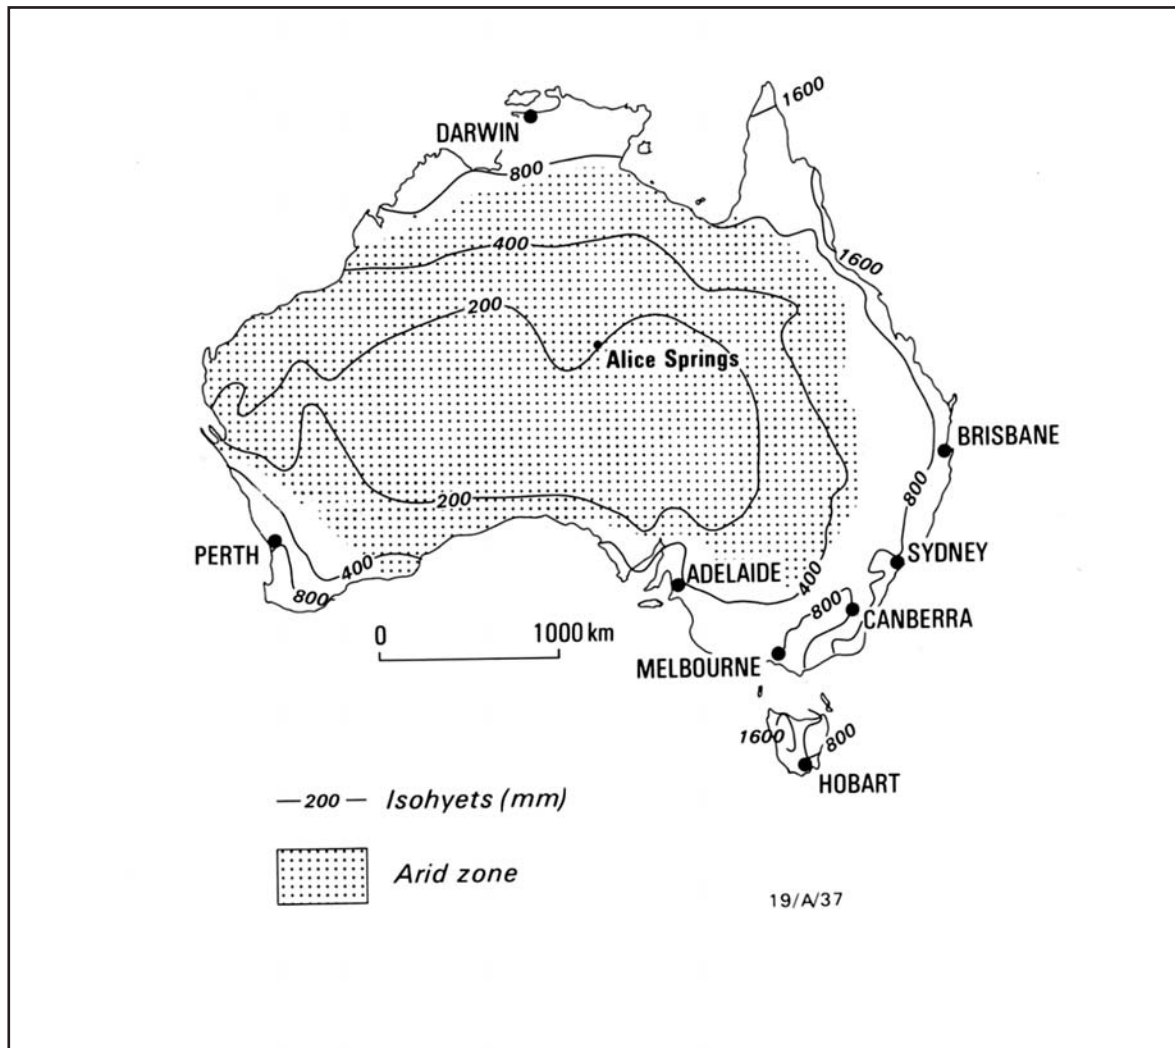 1600
DARWIN
800
400
1600
200
Alice Springs
BRISBANE
200
800
PERTH
SYDNEY
400
ADELAIDE
400
800
800
CANBERRA
0 1000 km
MELBOURNE
1600
800
HOBART
200 Isohyets (mm)
Arid zone
19/A/37